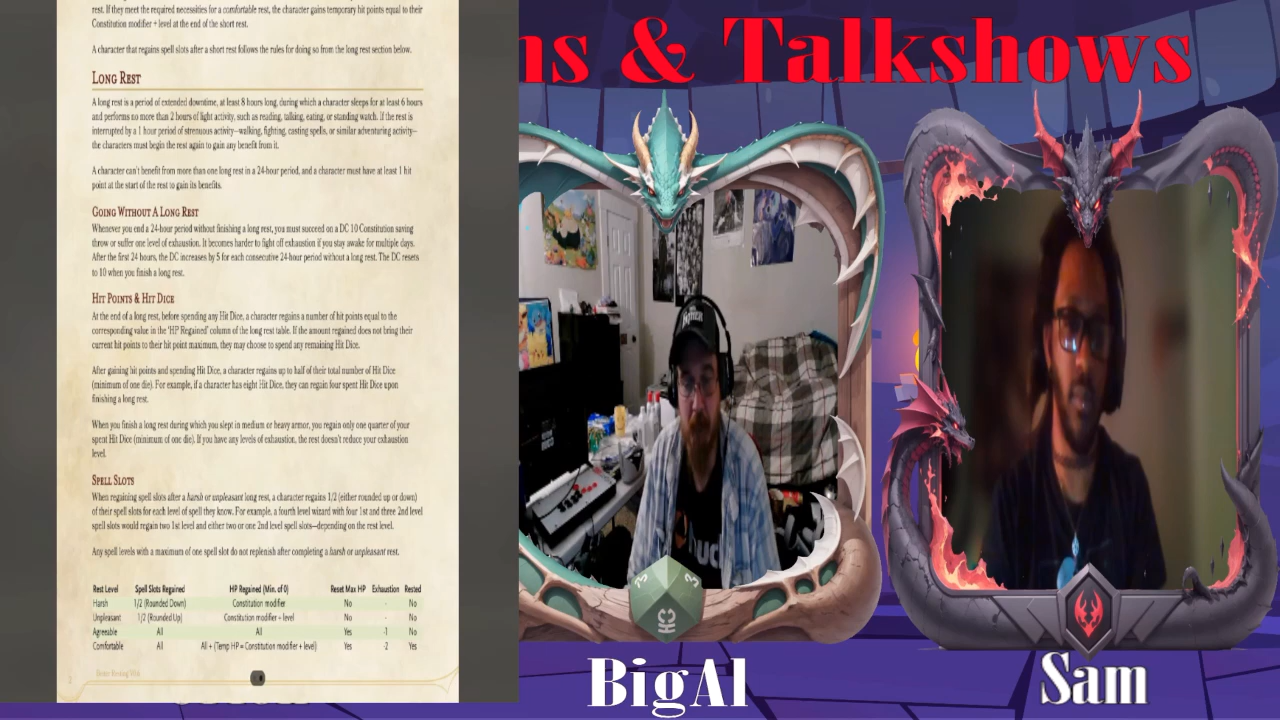 rest. If they meet the required necessities for a comfortable rest, the character gains temporary hit points equal to their
Constitution modifier + level at the end of the short rest.
A character that regains spell slots after a short rest follows the rules for doing so from the long rest section below.
LONG REST
A long rest is a period of extended downtime, at least 8 hours long, during which a character sleeps for at least 6 hours
and performs no more than 2 hours of light activity, such as reading, talking, eating, or standing watch. If the rest is
interrupted by a 1 hour period of strenuous activity—walking, fighting, casting spells, or similar adventuring activity—
the characters must begin the rest again to gain any benefit from it.
A character can't benefit from more than one long rest in a 24-hour period, and a character must have at least 1 hit
point at the start of the rest to gain its benefits.
GOING WITHOUT A LONG REST
Whenever you end a 24-hour period without finishing a long rest, you must succeed on a DC 10 Constitution saving
throw or suffer one level of exhaustion. It becomes harder to fight off exhaustion if you stay awake for multiple days.
After the first 24 hours, the DC increases by 5 for each consecutive 24-hour period without a long rest. The DC resets
to 10 when you finish a long rest.
HIT POINTS & HIT DICE
At the end of a long rest, before spending any Hit Dice, a character regains a number of hit points equal to the
corresponding value in the 'HP Regained' column of the long rest table. If the amount regained does not bring their
current hit points to their hit point maximum, they may choose to spend any remaining Hit Dice.
After gaining hit points and spending Hit Dice, a character regains up to half of their total number of Hit Dice
(minimum of one die). For example, if a character has eight Hit Dice, they can regain four spent Hit Dice upon
finishing a long rest.
When you finish a long rest during which you slept in medium or heavy armor, you regain only one quarter of your
spent Hit Dice (minimum of one die). If you have any levels of exhaustion, the rest doesn't reduce your exhaustion
level.
SPELL SLOTS
When regaining spell slots after a harsh or unpleasant long rest, a character regains 1/2 (either rounded up or down)
of their spell slots for each level of spell they know. For example, a fourth level wizard with four 1st and three 2nd level
spell slots would regain two 1st level and either two or one 2nd level spell slots—depending on the rest level.
Any spell levels with a maximum of one spell slot do not replenish after completing a harsh or unpleasant rest.
Rest Level Spell Slots Regained HP Regained (Min. of 0) Reset Max HP Exhaustion Rested
Harsh 1/2 (Rounded Down) Constitution modifier No - No
Unpleasant 1/2 (Rounded Up) Constitution modifier + level No - No
Agreeable All All Yes -1 No
Comfortable All All + (Temp HP = Constitution modifier + level) Yes -2 Yes
ns & Talkshows
BigAl
Sam